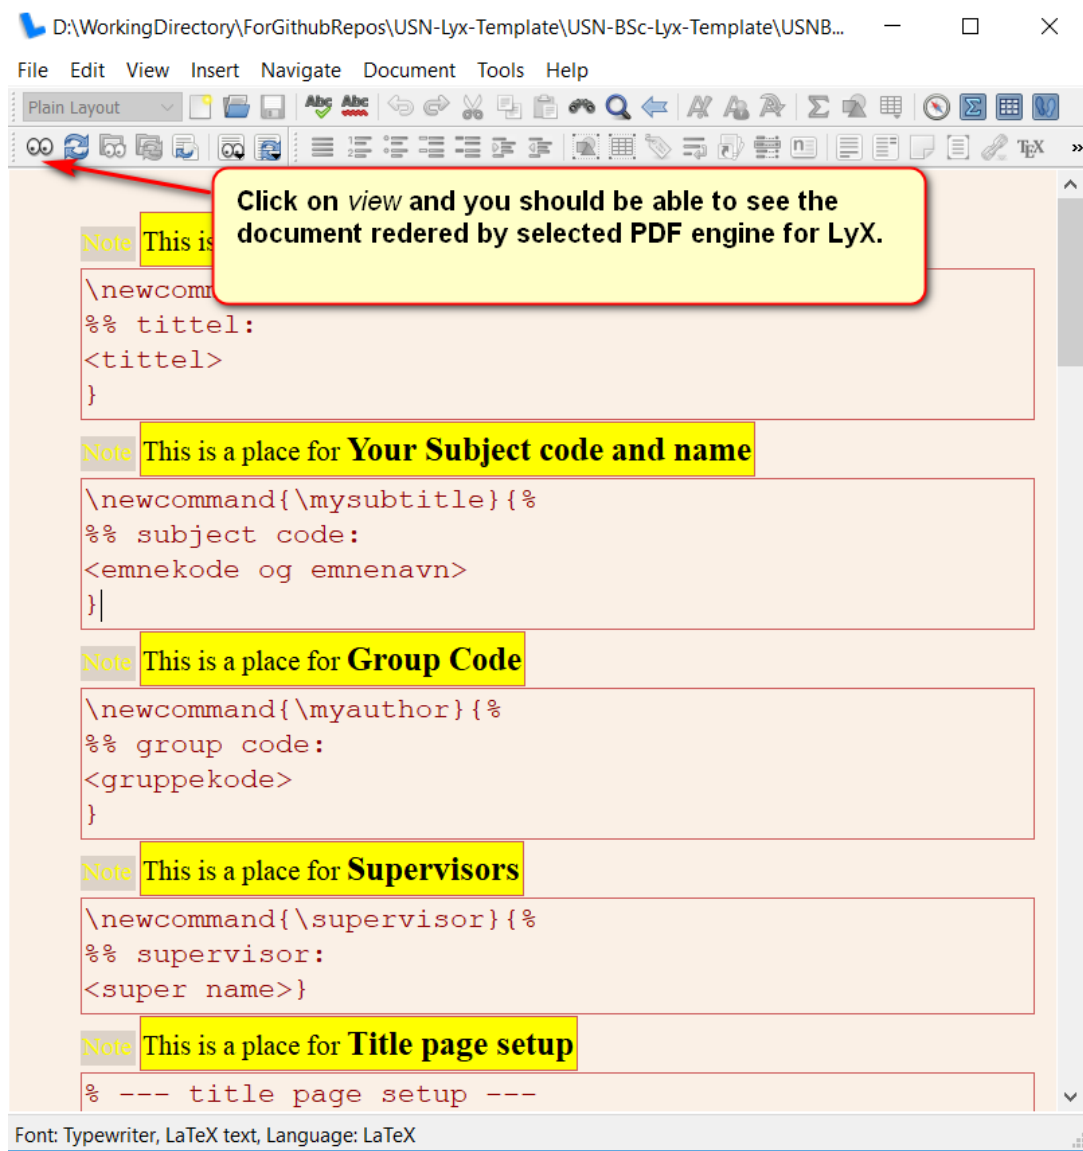 D:\WorkingDirectory\ForGithubRepos\USN-Lyx-Template\USN-BSc-Lyx-Template\USNB...
File Edit View Insert Navigate Document Tools Help
Plain Layout
Abc Abc
TEX »
Click on view and you should be able to see the
document redered by selected PDF engine for LyX.
Note This is
\newcomm
%% tittel:
<tittel>
}
Note This is a place for Your Subject code and name
\newcommand{\mysubtitle}{%
%% subject code:
<emnekode og emnenavn>
}
Note This is a place for Group Code
\newcommand{\myauthor}{%
%% group code:
<gruppekode>
}
Note This is a place for Supervisors
\newcommand{\supervisor}{%
%% supervisor:
<super name>}
Note This is a place for Title page setup
% --- title page setup ---
Font: Typewriter, LaTeX text, Language: LaTeX